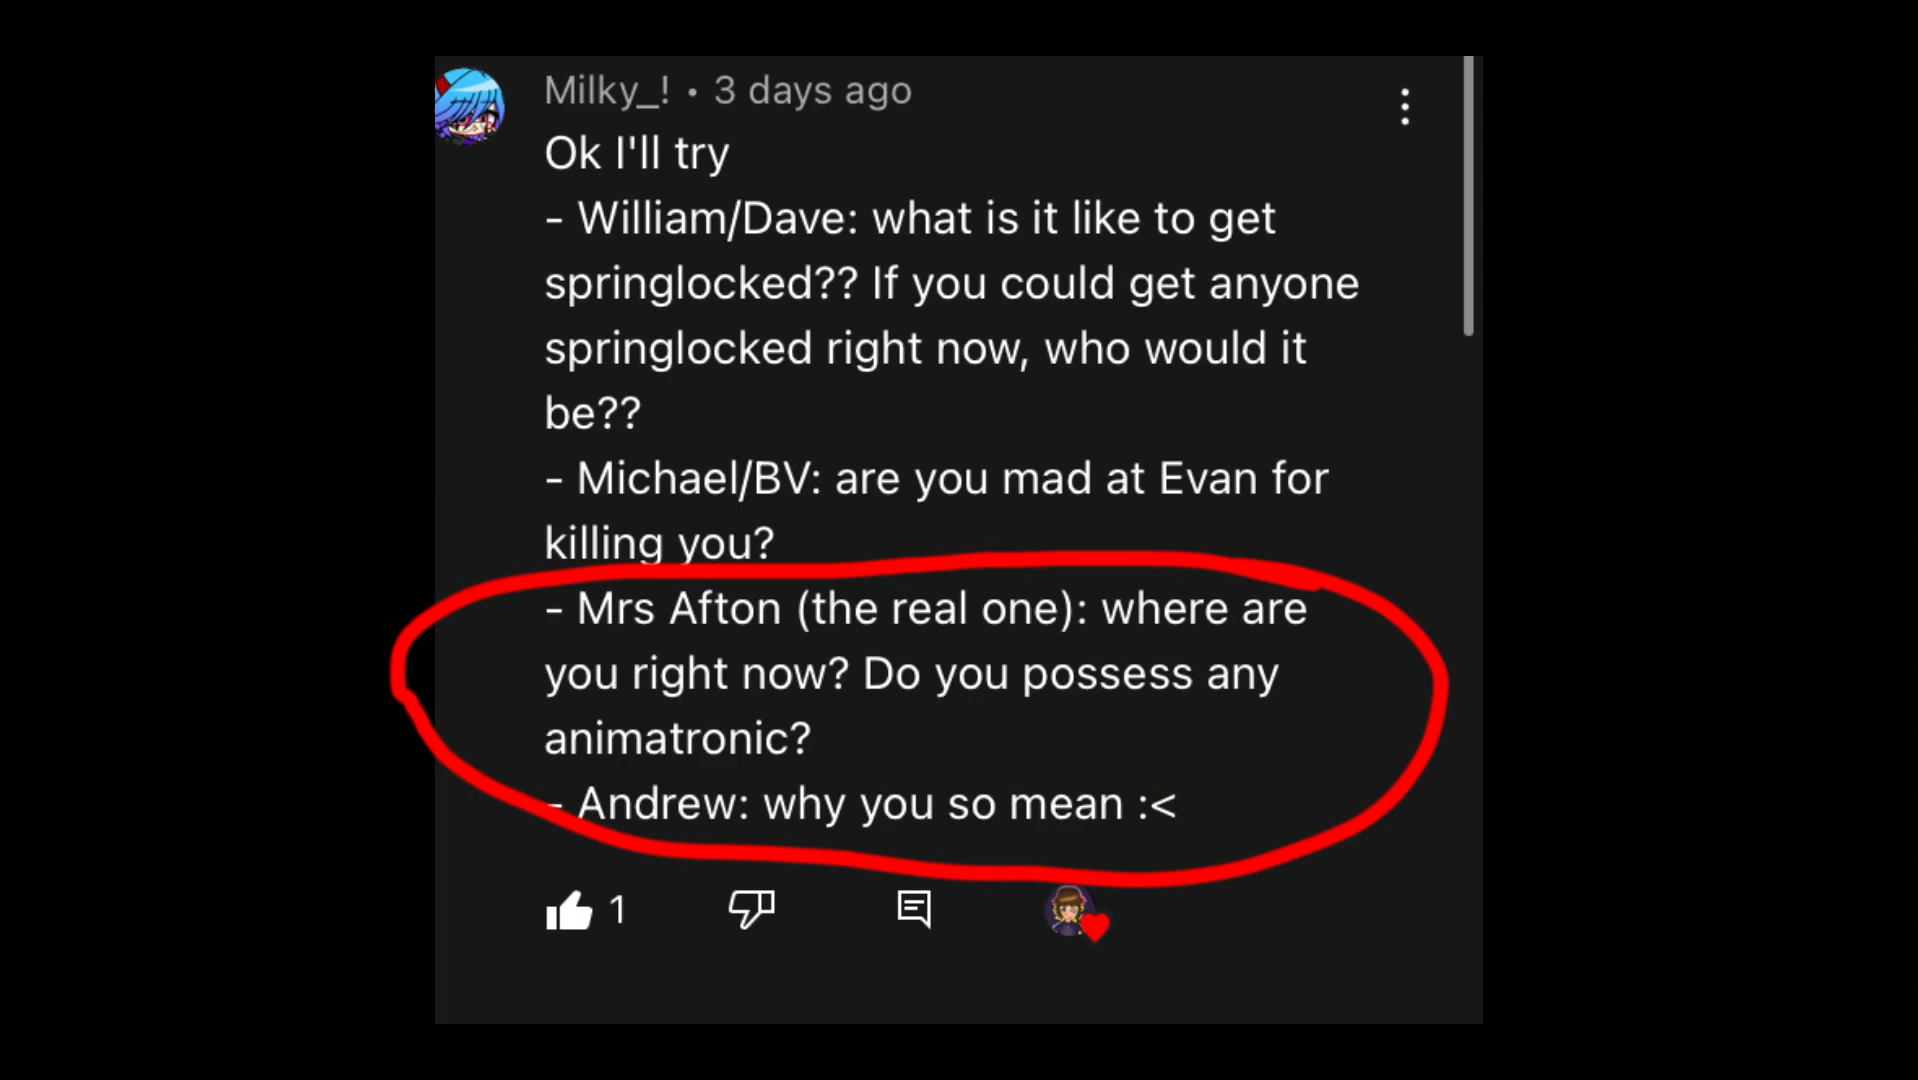 Milky_! • 3 days ago
Ok I'll try
- William/Dave: what is it like to get
springlocked?? If you could get anyone
springlocked right now, who would it
be??
- Michael/BV: are you mad at Evan for
killing you?
- Mrs Afton (the real one): where are
you right now? Do you possess any
animatronic?
- Andrew: why you so mean :<
1